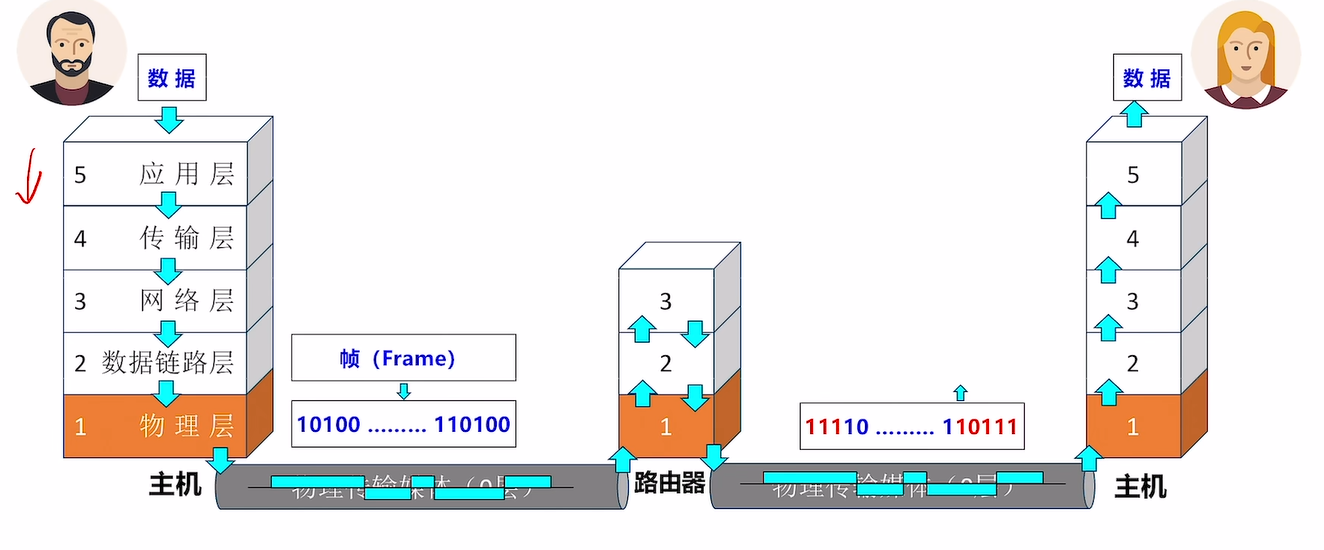 数据
5 应用层
4 传输层
3 网络层
2 数据链路层
1 物理层
主机
帧（Frame）
10100 ……… 110100
物理传输媒体（0层）
3
2
1
路由器
11110 ……… 110111
物理传输媒体（0层）
数据
5
4
3
2
1
主机